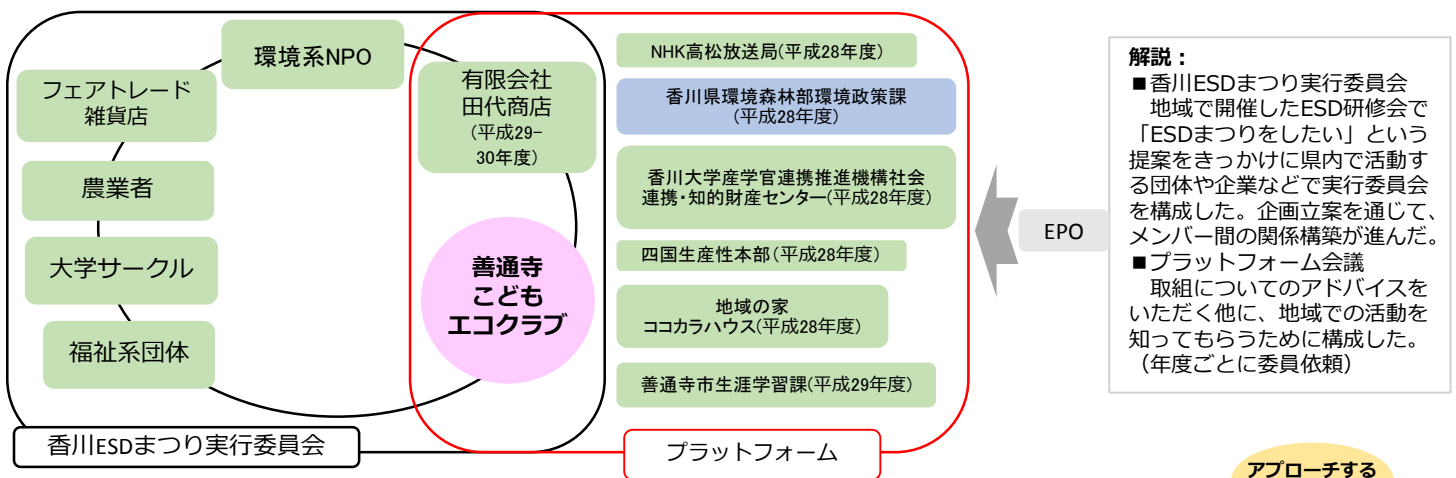 環境系NPO
フェアトレード
雑貨店
農業者
大学サークル
福祉系団体
有限会社
田代商店
(平成29-
30年度)
善通寺
こども
エコクラブ
香川ESDまつり実行委員会
NHK高松放送局(平成28年度)
香川県環境森林部環境政策課
(平成28年度)
香川大学産学官連携推進機構社会
連携・知的財産センター(平成28年度)
四国生産性本部(平成28年度)
地域の家
ココカラハウス(平成28年度)
善通寺市生涯学習課(平成29年度)
プラットフォーム
EPO
解説：
■香川ESDまつり実行委員会
地域で開催したESD研修会で
「ESDまつりをしたい」という
提案をきっかけに県内で活動す
る団体や企業などで実行委員会
を構成した。企画立案を通じて、
メンバー間の関係構築が進んだ。
■プラットフォーム会議
取組についてのアドバイスを
いただく他に、地域での活動を
知ってもらうために構成した。
（年度ごとに委員依頼）
アプローチする